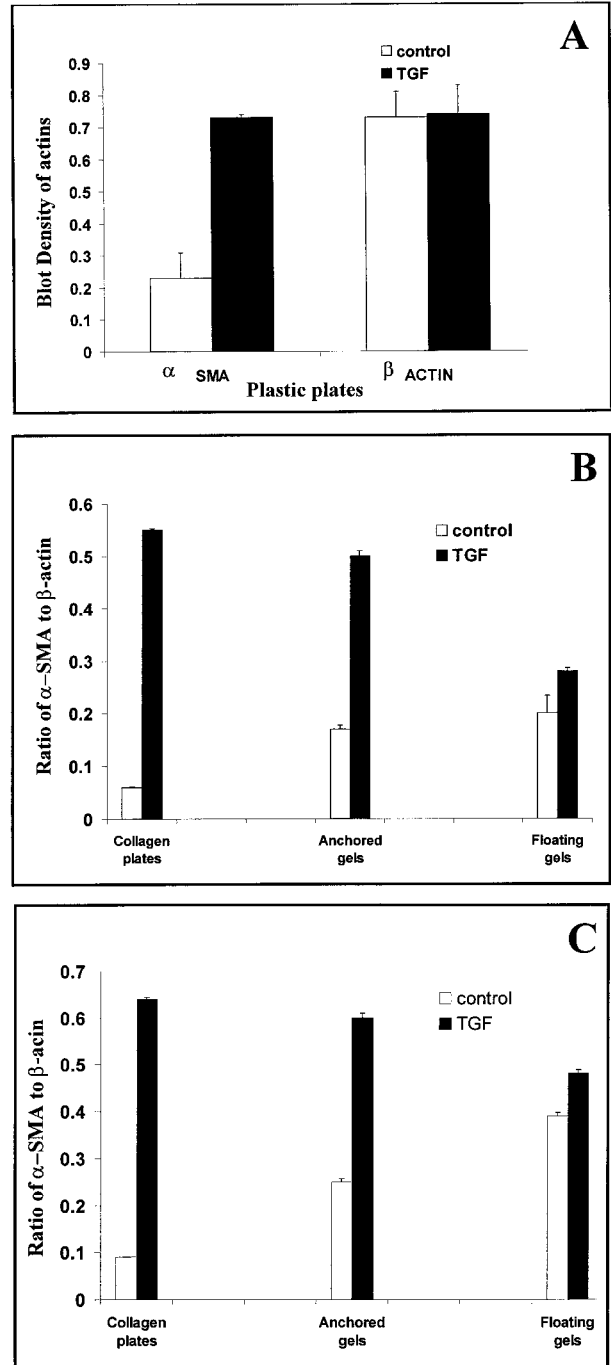 A
control
TGF
Blot Density of actins
0.9
0.8
0.7
0.6
0.5
0.4
0.3
0.2
0.1
0
α SMA
β ACTIN
Plastic plates
B
control
TGF
Ratio of α-SMA to β-actin
0.6
0.5
0.4
0.3
0.2
0.1
0
Collagen plates
Anchored gels
Floating gels
C
control
TGF
Ratio of α-SMA to β-acin
0.7
0.6
0.5
0.4
0.3
0.2
0.1
0
Collagen plates
Anchored gels
Floating gels